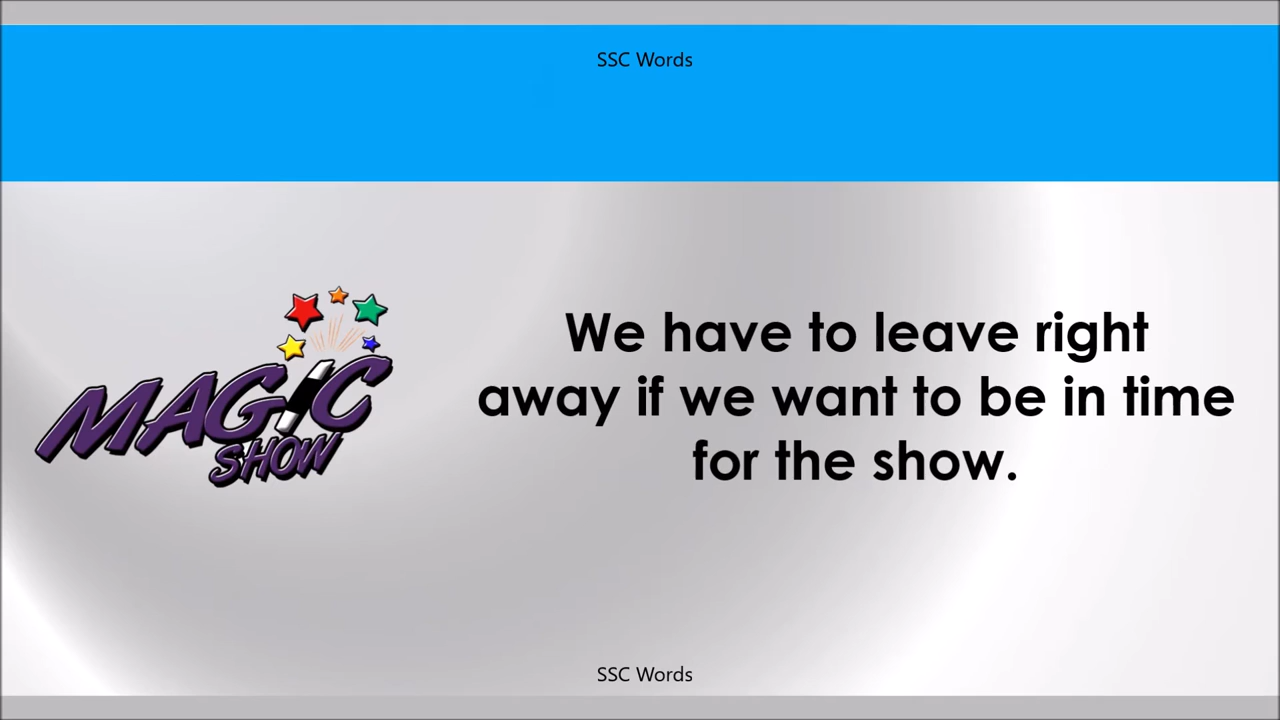 SSC Words
MAGIC
SHOW
We have to leave right
away if we want to be in time
for the show.
SSC Words